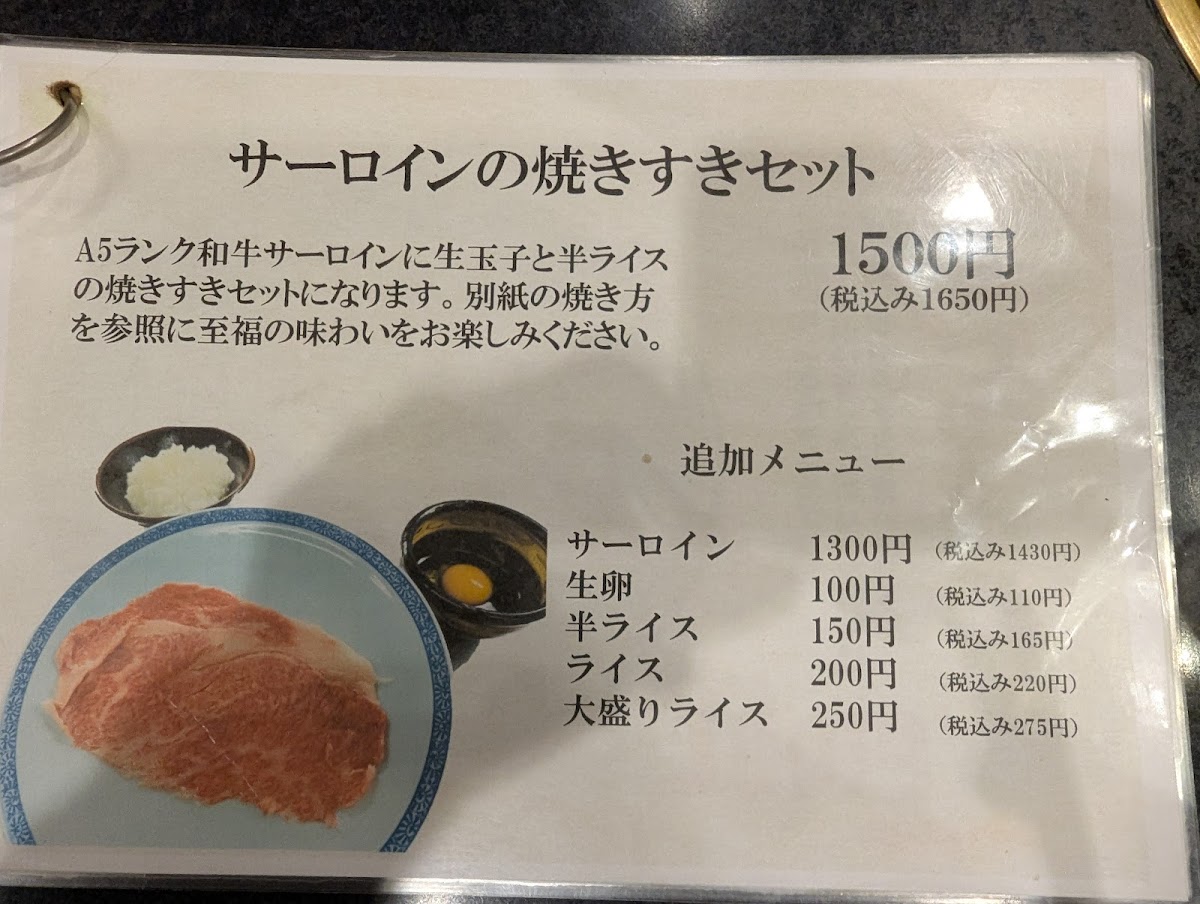 サーロインの焼きすきセット
A5ランク和牛サーロインに生玉子と半ライス
の焼きすきセットになります。別紙の焼き方
を参照に至福の味わいをお楽しみください。
1500円
(税込み1650円)
追加メニュー
サーロイン 1300円 (税込み1430円)
生卵 100円 (税込み110円)
半ライス 150円 (税込み165円)
ライス 200円 (税込み220円)
大盛りライス 250円 (税込み275円)